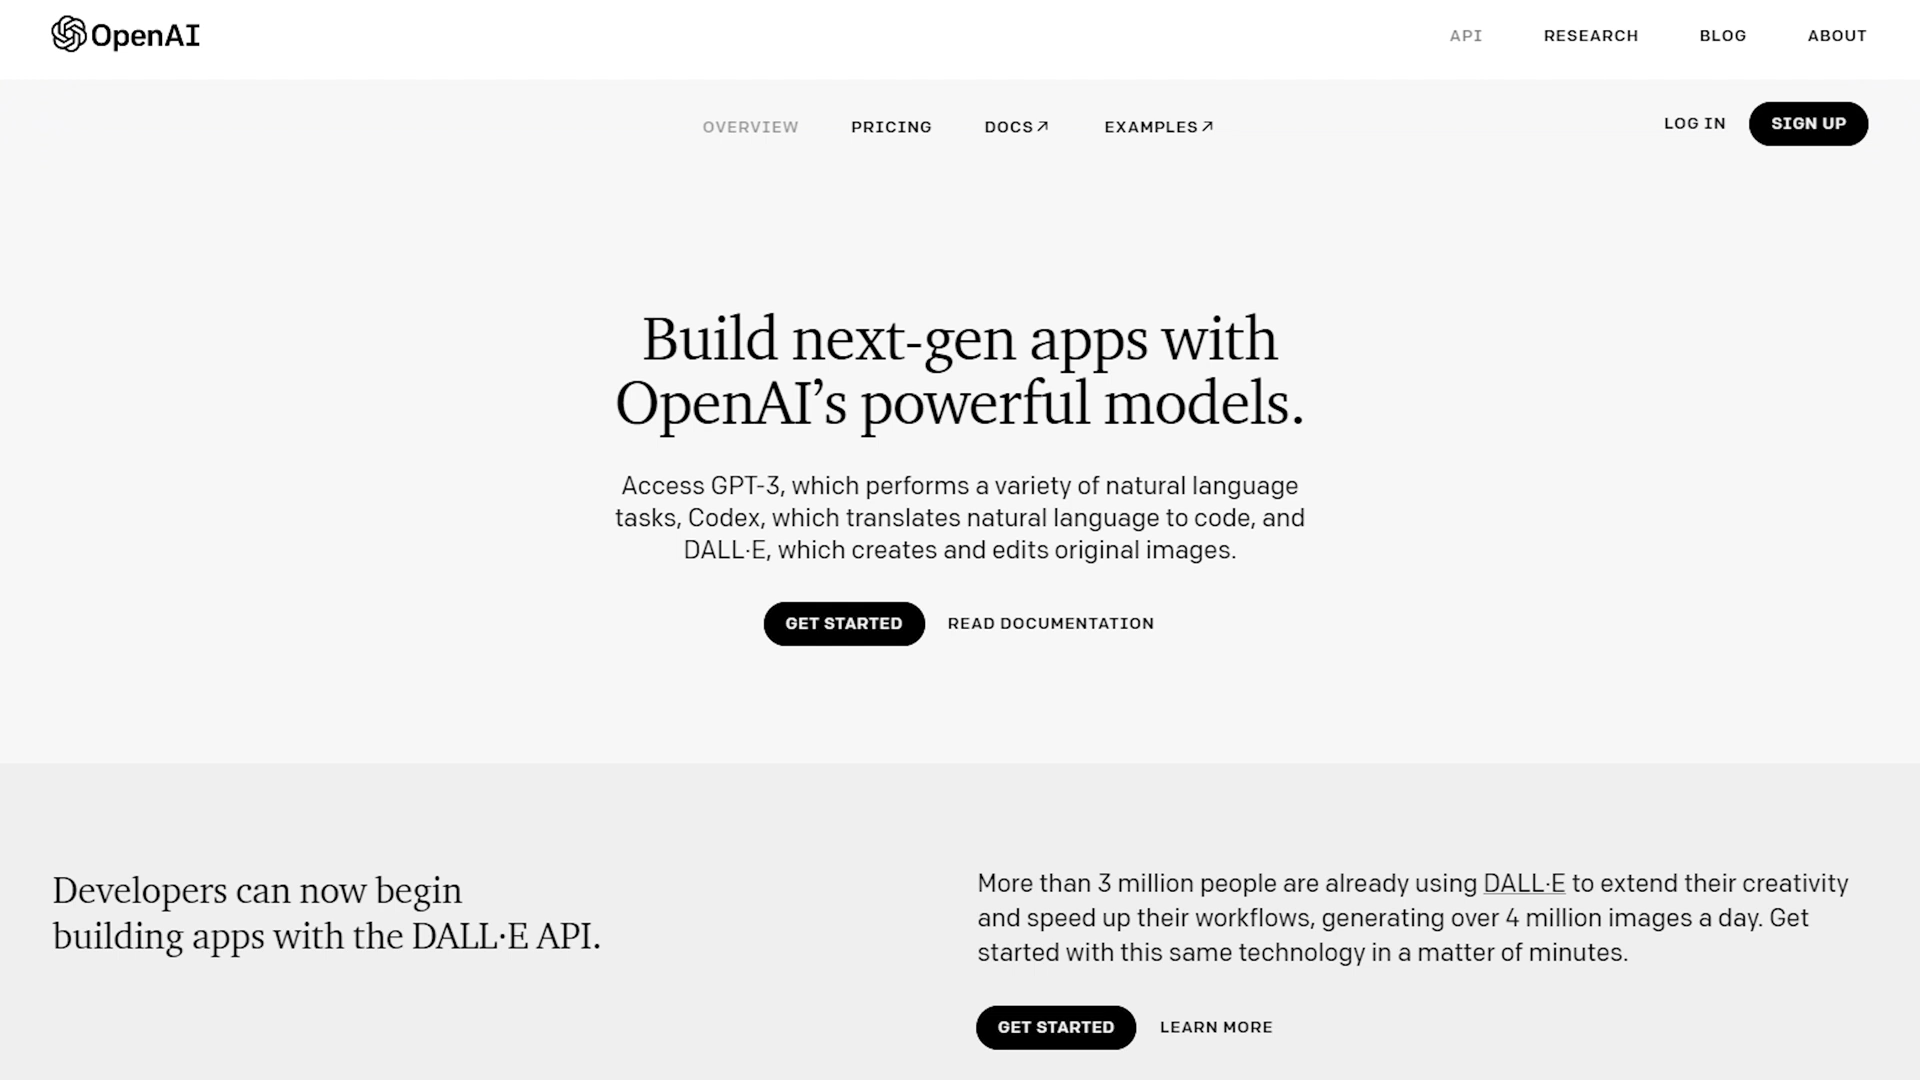 OpenAI
API RESEARCH BLOG ABOUT
OVERVIEW PRICING DOCS↗ EXAMPLES↗
LOG IN SIGN UP
Build next-gen apps with
OpenAI’s powerful models.
Access GPT-3, which performs a variety of natural language
tasks, Codex, which translates natural language to code, and
DALL·E, which creates and edits original images.
GET STARTED READ DOCUMENTATION
Developers can now begin
building apps with the DALL·E API.
More than 3 million people are already using DALL·E to extend their creativity
and speed up their workflows, generating over 4 million images a day. Get
started with this same technology in a matter of minutes.
GET STARTED LEARN MORE